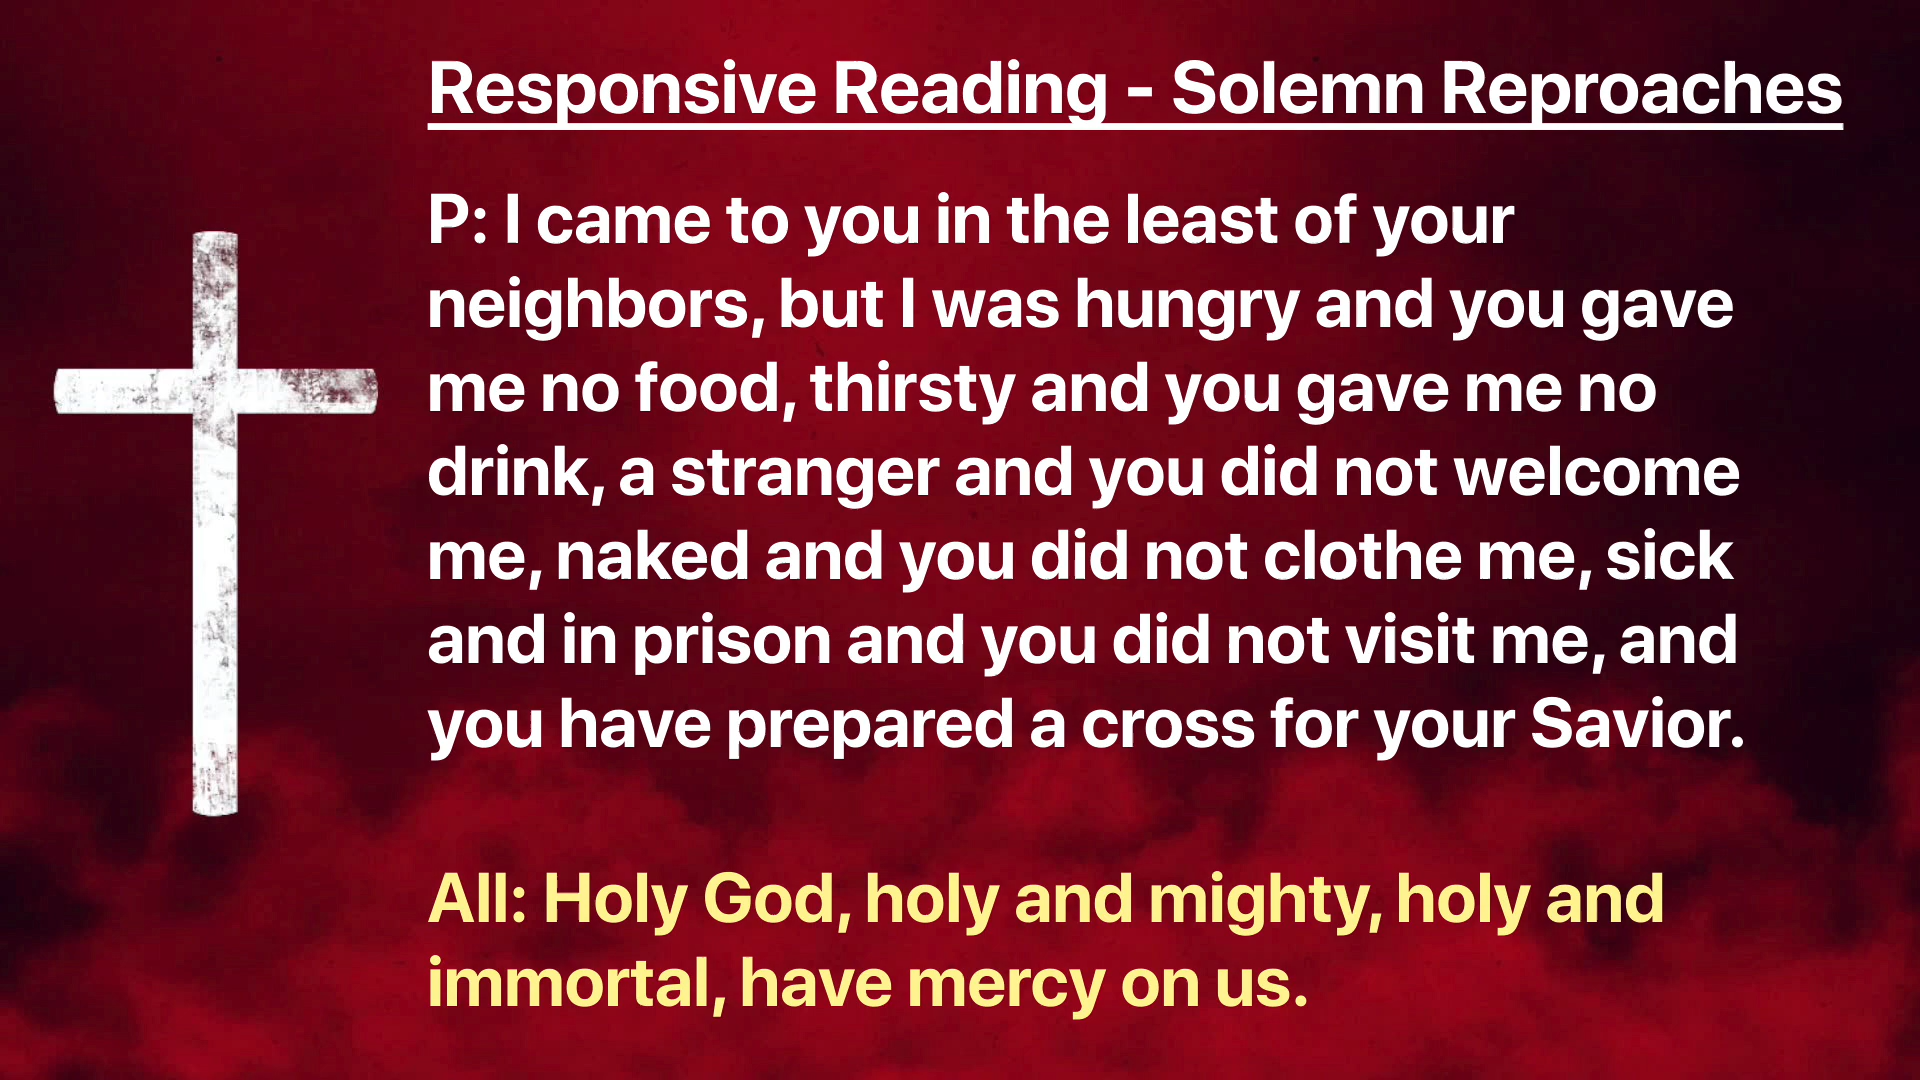 Responsive Reading - Solemn Reproaches
P: I came to you in the least of your
neighbors, but I was hungry and you gave
me no food, thirsty and you gave me no
drink, a stranger and you did not welcome
me, naked and you did not clothe me, sick
and in prison and you did not visit me, and
you have prepared a cross for your Savior.
All: Holy God, holy and mighty, holy and
immortal, have mercy on us.